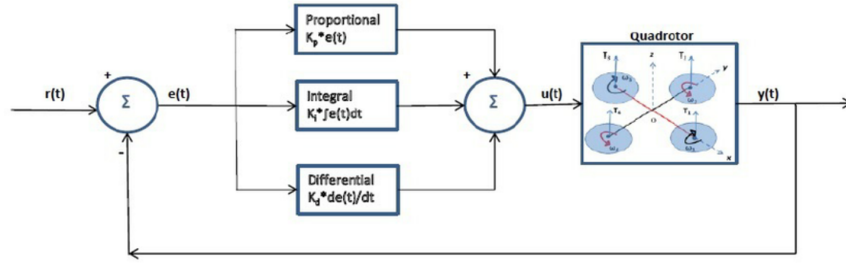 Proportional
Kp*e(t)
Quadrotor
+
r(t)
Σ
e(t)
Integral
Ki*∫e(t)dt
+
Σ
u(t)
z
y
o
x
y(t)
-
Differential
Kd*de(t)/dt